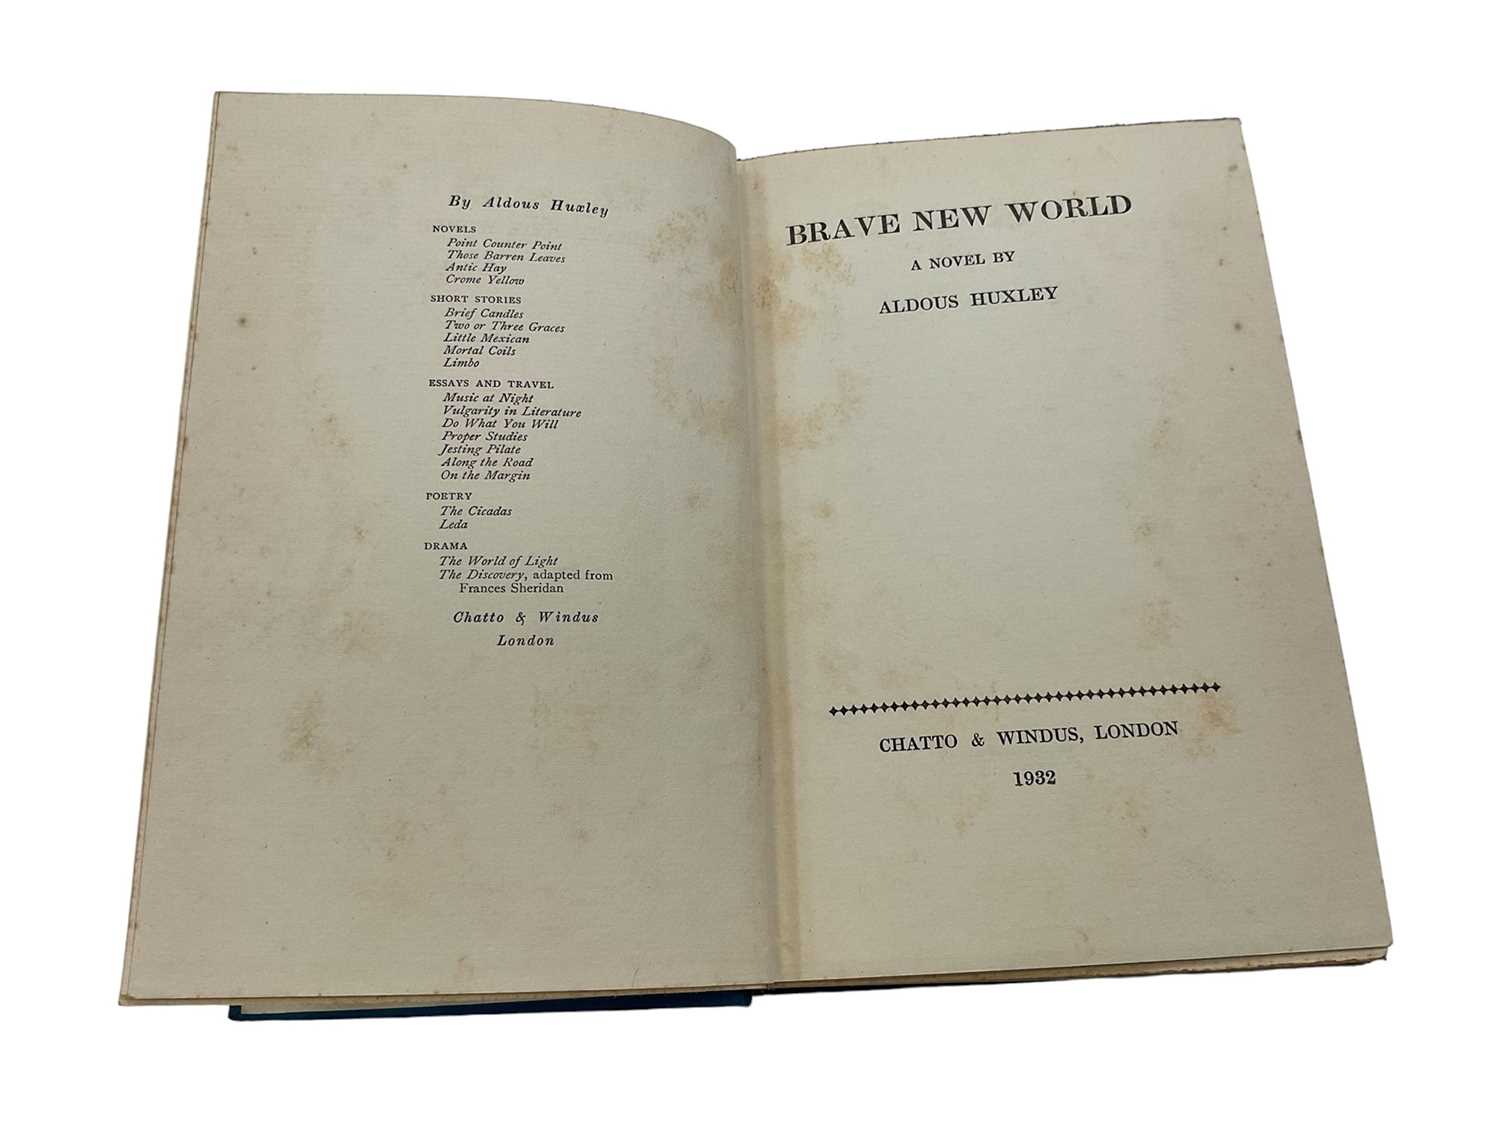 By Aldous Huxley
NOVELS
Point Counter Point
Those Barren Leaves
Antic Hay
Crome Yellow
SHORT STORIES
Brief Candles
Two or Three Graces
Little Mexican
Mortal Coils
Limbo
ESSAYS AND TRAVEL
Music at Night
Vulgarity in Literature
Do What You Will
Proper Studies
Jesting Pilate
Along the Road
On the Margin
POETRY
The Cicadas
Leda
DRAMA
The World of Light
The Discovery, adapted from
Frances Sheridan
Chatto & Windus
London
BRAVE NEW WORLD
A NOVEL BY
ALDOUS HUXLEY
CHATTO & WINDUS, LONDON
1932